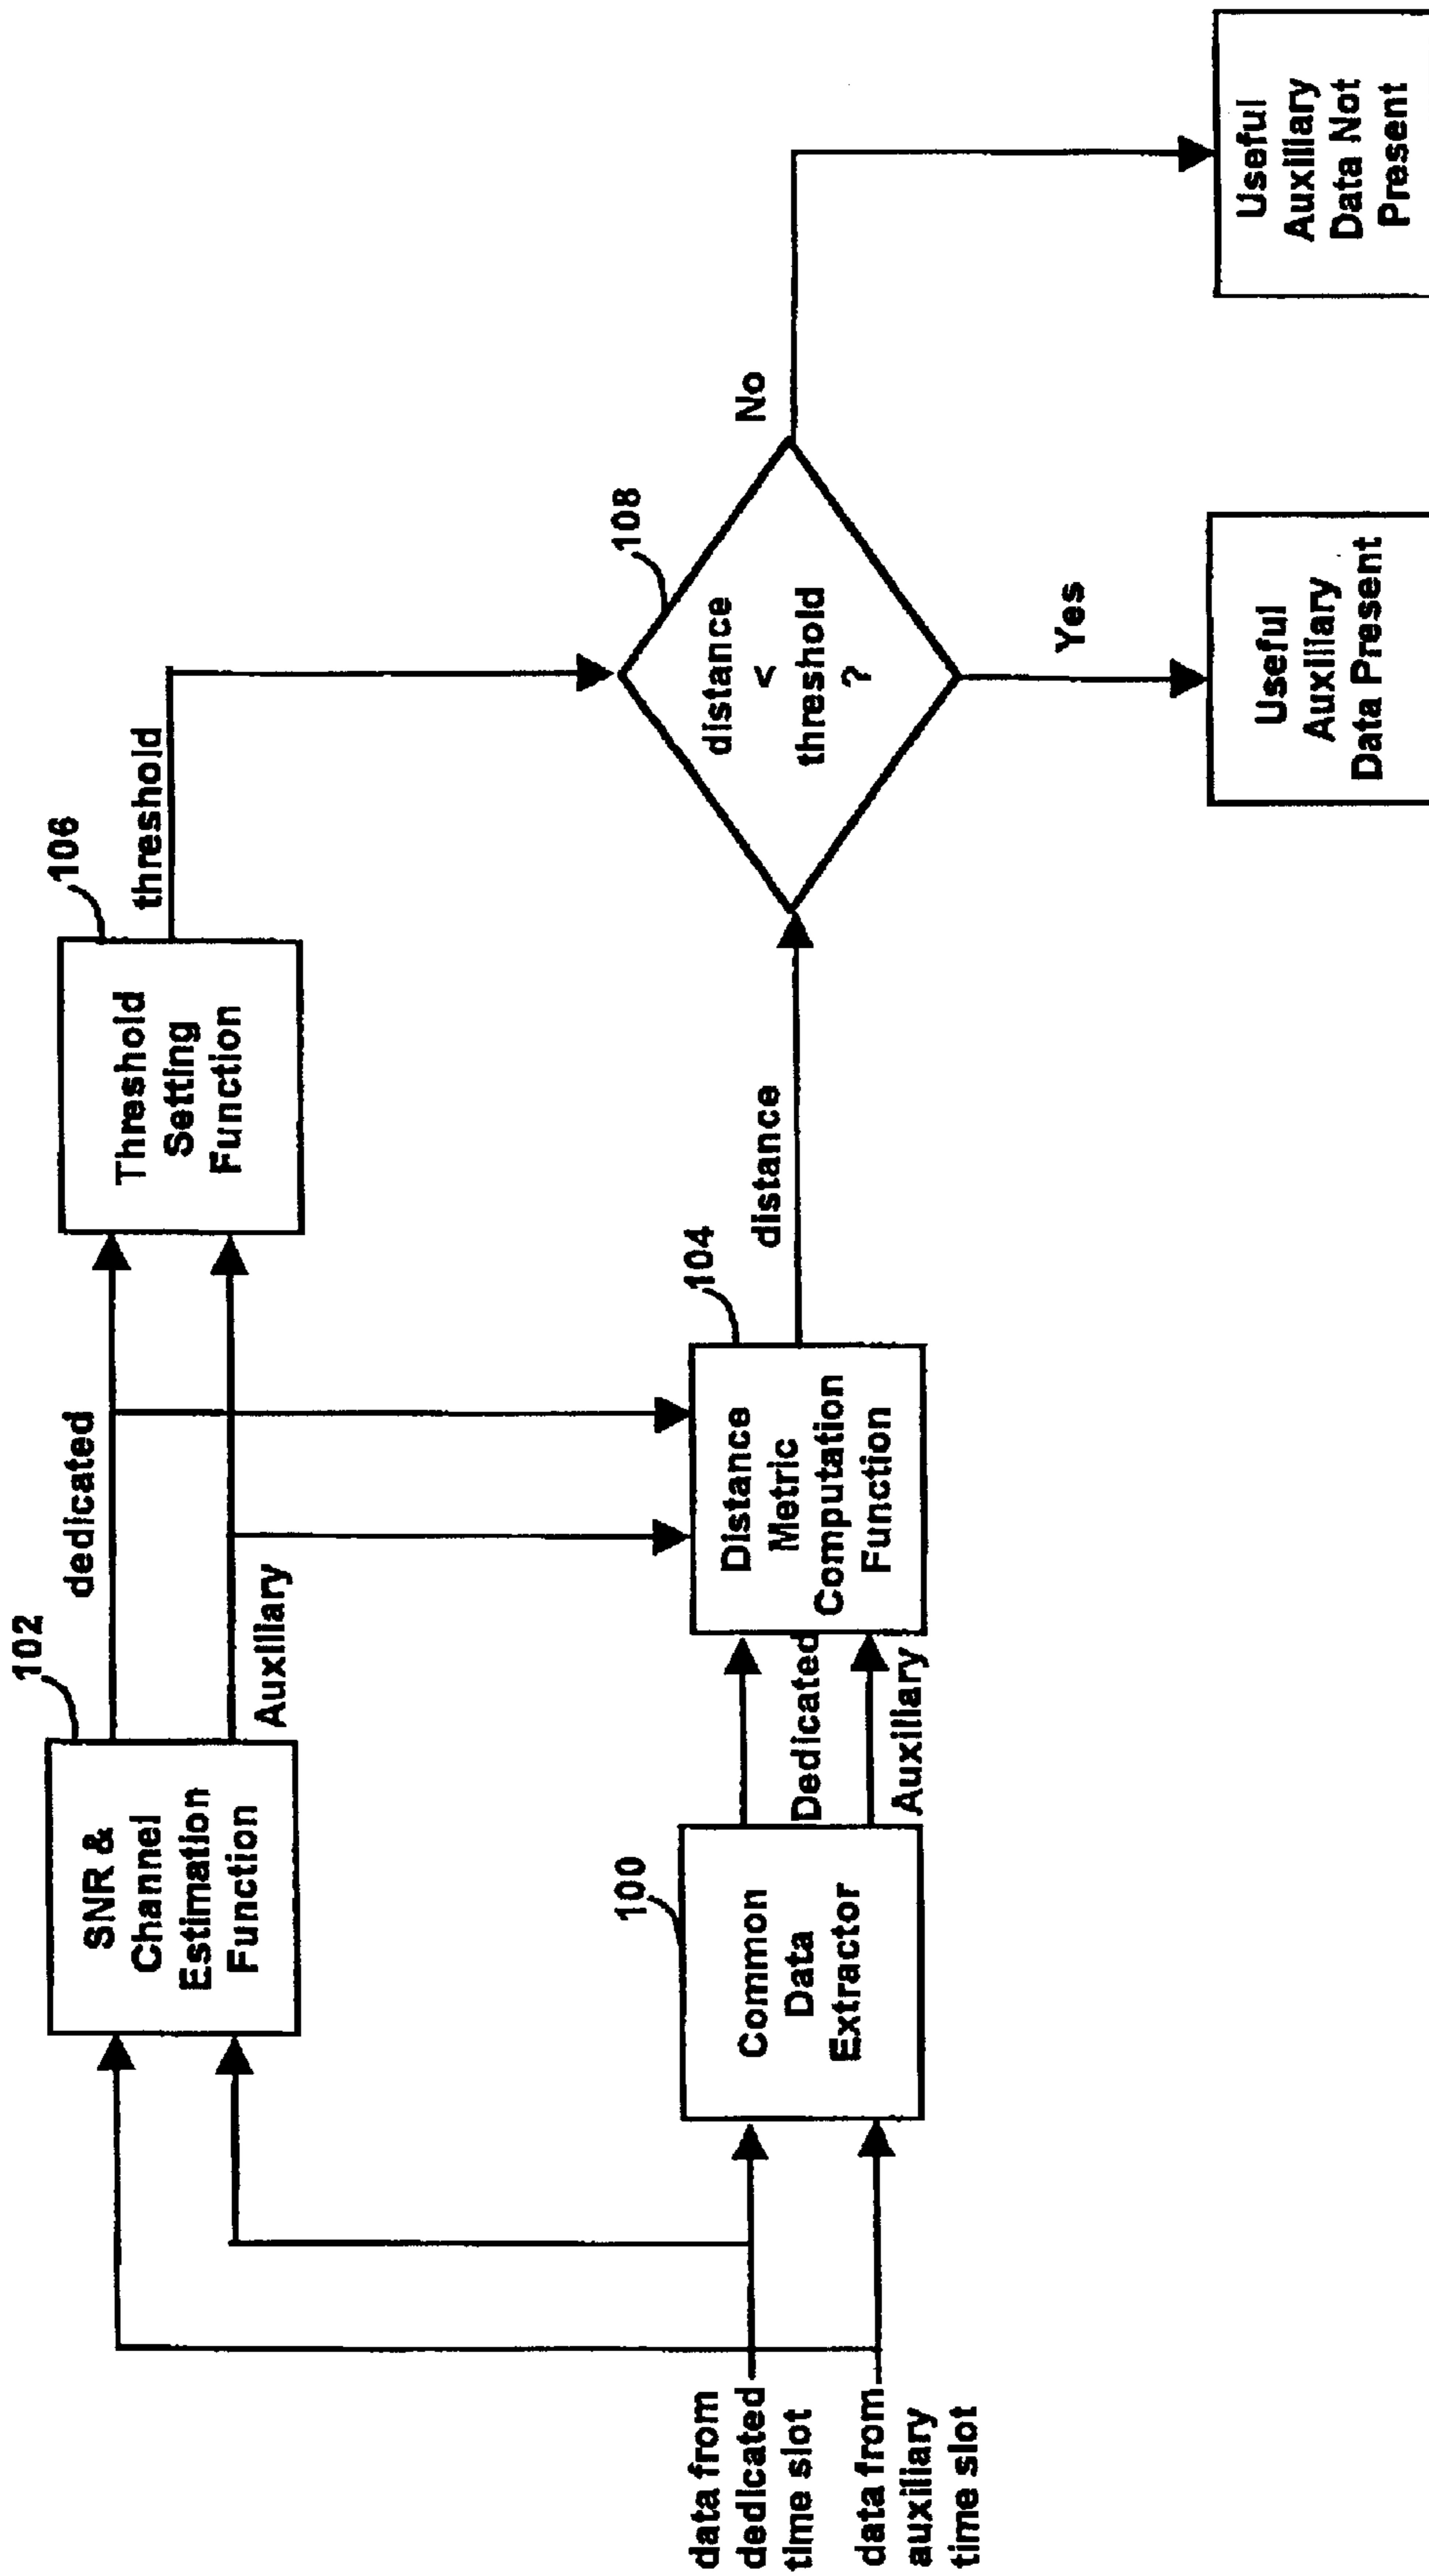 102
SNR &
Channel
Estimation
Function
dedicated
Auxiliary
106
Threshold
Setting
Function
threshold
data from
dedicated
time slot
data from
auxiliary
time slot
100
Common
Data
Extractor
Dedicated
Auxiliary
104
Distance
Metric
Computation
Function
distance
108
distance
<
threshold
?
No
Yes
Useful
Auxiliary
Data Present
Useful
Auxiliary
Data Not
Present